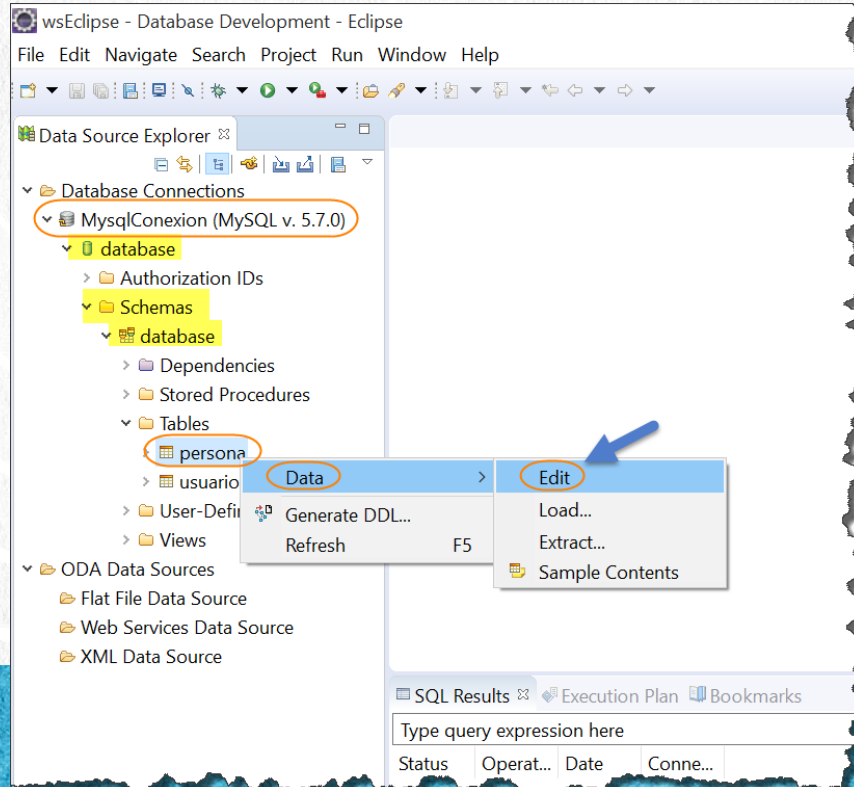 wsEclipse - Database Development - Eclipse
File Edit Navigate Search Project Run Window Help
Data Source Explorer
Database Connections
MysqlConexion (MySQL v. 5.7.0)
database
Authorization IDs
Schemas
database
Dependencies
Stored Procedures
Tables
persona
Data
Edit
usuario
Load...
User-Defin
Generate DDL...
Views
Refresh F5
Extract...
Sample Contents
ODA Data Sources
Flat File Data Source
Web Services Data Source
XML Data Source
SQL Results Execution Plan Bookmarks
Type query expression here
Status Operat... Date Conne...